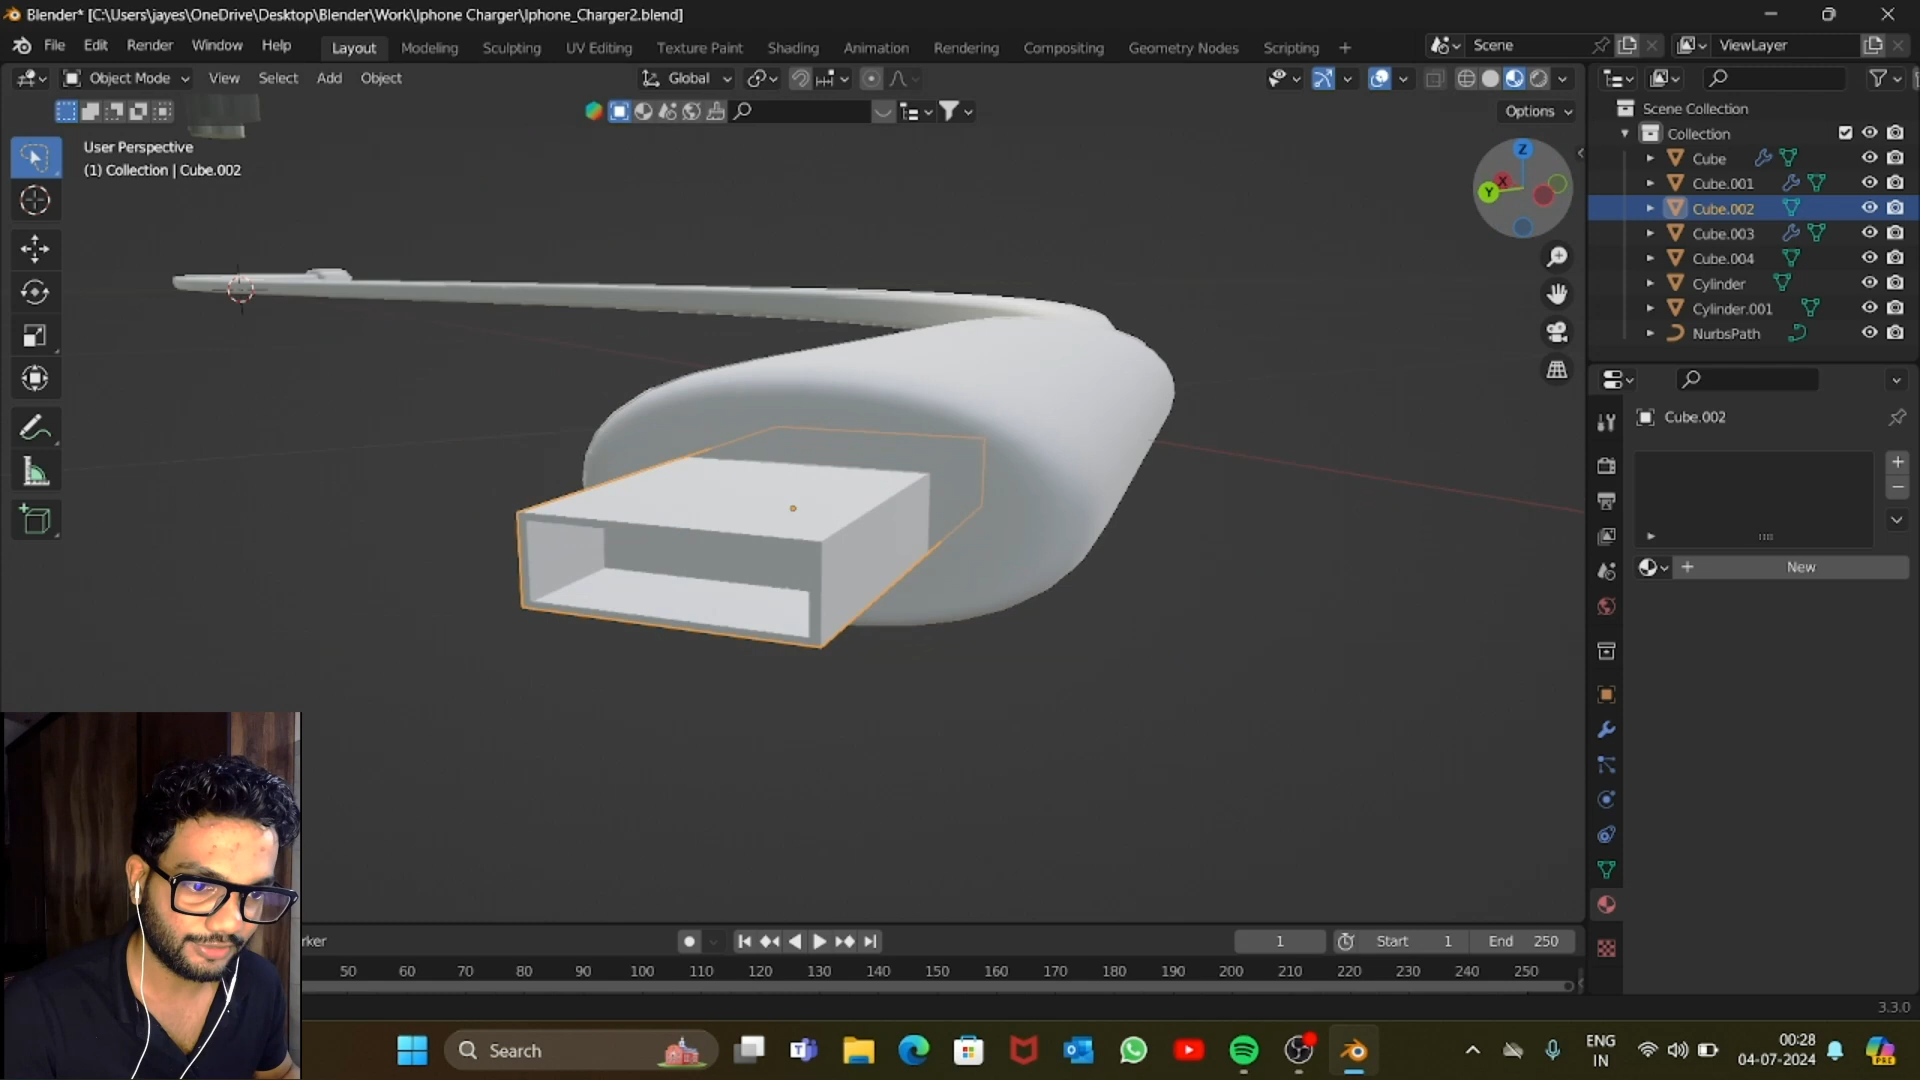 Blender* [C:\Users\jayes\OneDrive\Desktop\Blender\Work\Iphone Charger\Iphone_Charger2.blend]
File Edit Render Window Help Layout Modeling Sculpting UV Editing Texture Paint Shading Animation Rendering Compositing Geometry Nodes Scripting + Scene ViewLayer
Object Mode View Select Add Object Global
Options
User Perspective
(1) Collection | Cube.002
Z
X
Y
Scene Collection
Collection
Cube
Cube.001
Cube.002
Cube.003
Cube.004
Cylinder
Cylinder.001
NurbsPath
Cube.002
+ New
rker 1 Start 1 End 250
50 60 70 80 90 100 110 120 130 140 150 160 170 180 190 200 210 220 230 240 250
3.3.0
Search
ENG
IN
00:28
04-07-2024
PRE